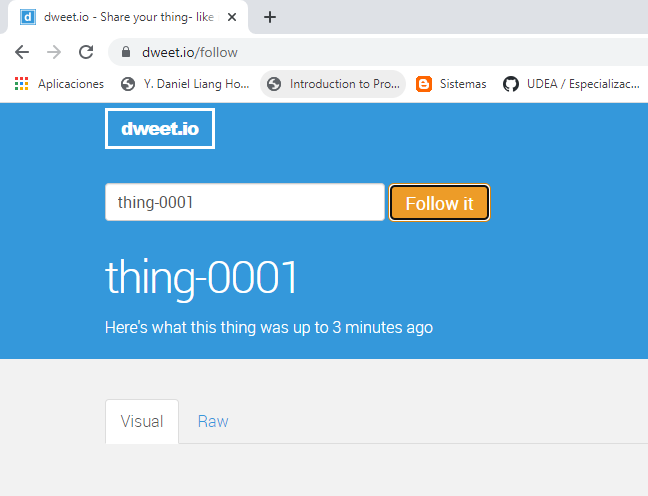 d dweet.io - Share your thing- like
dweet.io/follow
Aplicaciones Y. Daniel Liang Ho... Introduction to Pro... Sistemas UDEA / Especializac...
dweet.io
thing-0001 Follow it
thing-0001
Here's what this thing was up to 3 minutes ago
Visual Raw